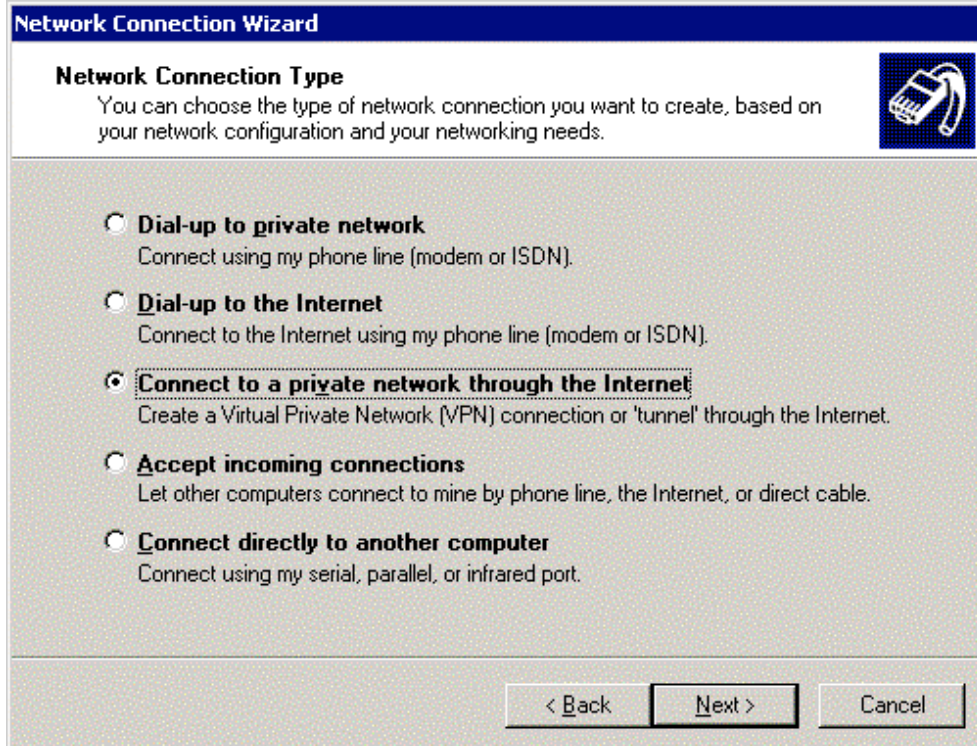 Network Connection Wizard
Network Connection Type
You can choose the type of network connection you want to create, based on
your network configuration and your networking needs.
Dial-up to private network
Connect using my phone line (modem or ISDN).
Dial-up to the Internet
Connect to the Internet using my phone line (modem or ISDN).
Connect to a private network through the Internet
Create a Virtual Private Network (VPN) connection or 'tunnel' through the Internet.
Accept incoming connections
Let other computers connect to mine by phone line, the Internet, or direct cable.
Connect directly to another computer
Connect using my serial, parallel, or infrared port.
< Back Next > Cancel